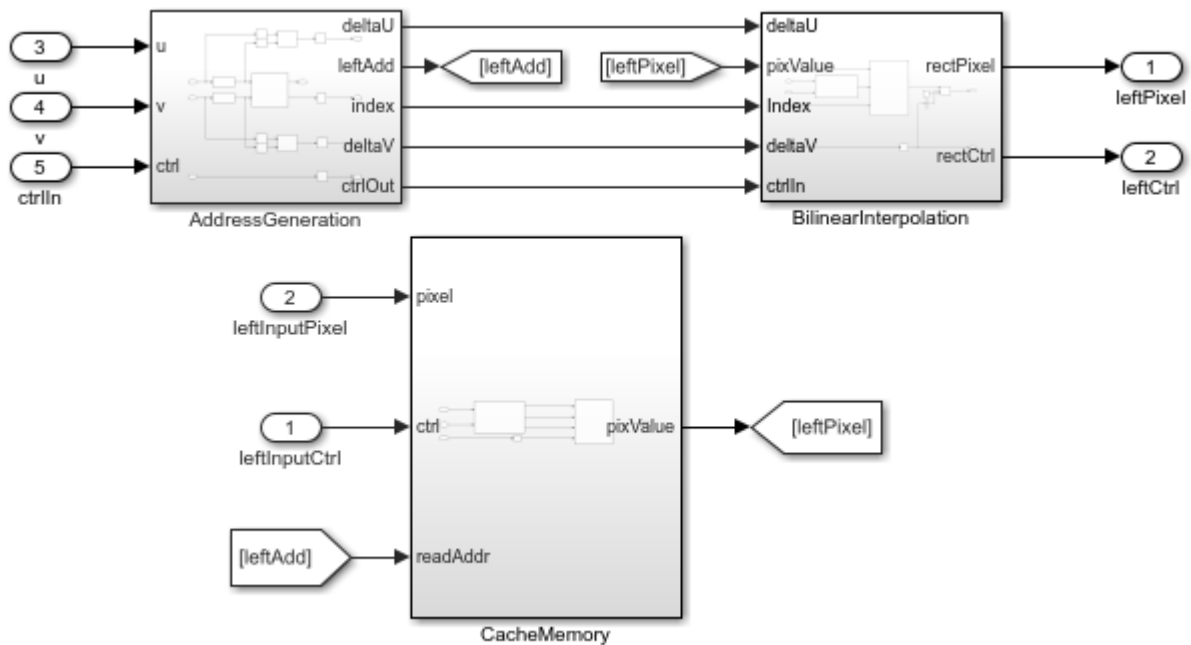 3
u
4
v
5
ctrlIn
u
v
ctrl
deltaU
leftAdd
index
deltaV
ctrlOut
AddressGeneration
[leftAdd]
[leftPixel]
deltaU
pixValue
Index
deltaV
ctrlIn
rectPixel
rectCtrl
BilinearInterpolation
1
leftPixel
2
leftCtrl
2
leftInputPixel
1
leftInputCtrl
[leftAdd]
pixel
ctrl
readAddr
pixValue
CacheMemory
[leftPixel]